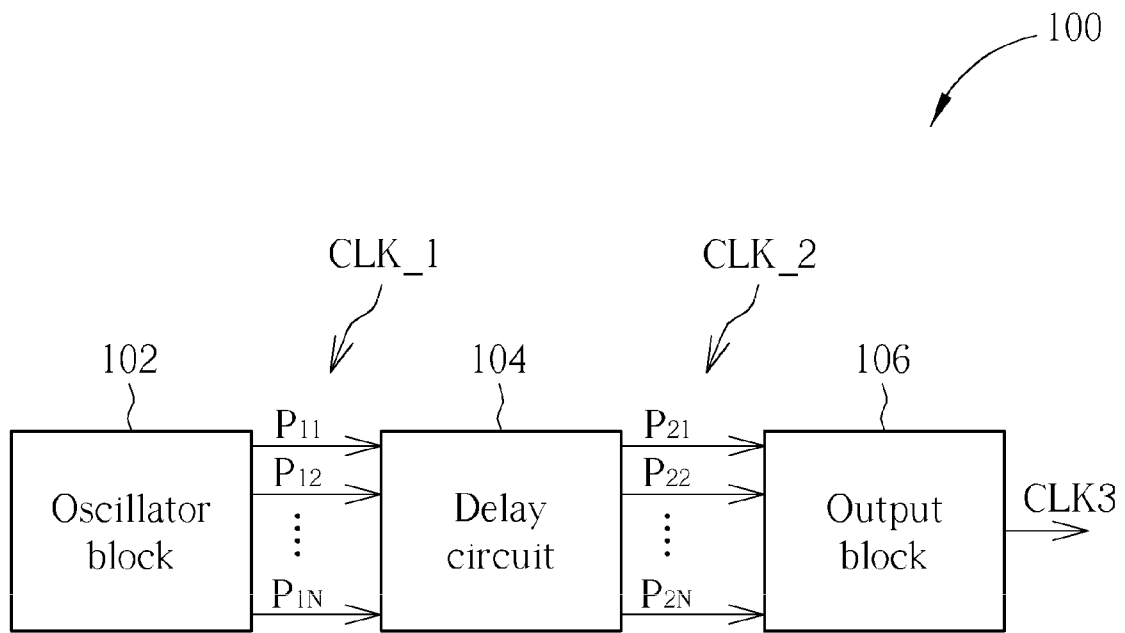 100
CLK_1
CLK_2
102
104
106
P11
P21
P12
P22
Oscillator
block
Delay
circuit
Output
block
CLK3
P1N
P2N